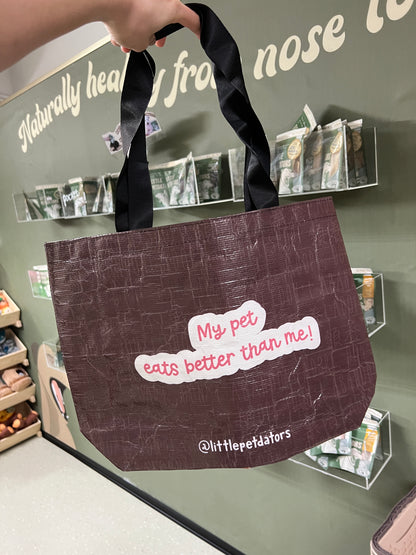 Naturally healthy from nose to
My pet
eats better than me!
@littlepetdators